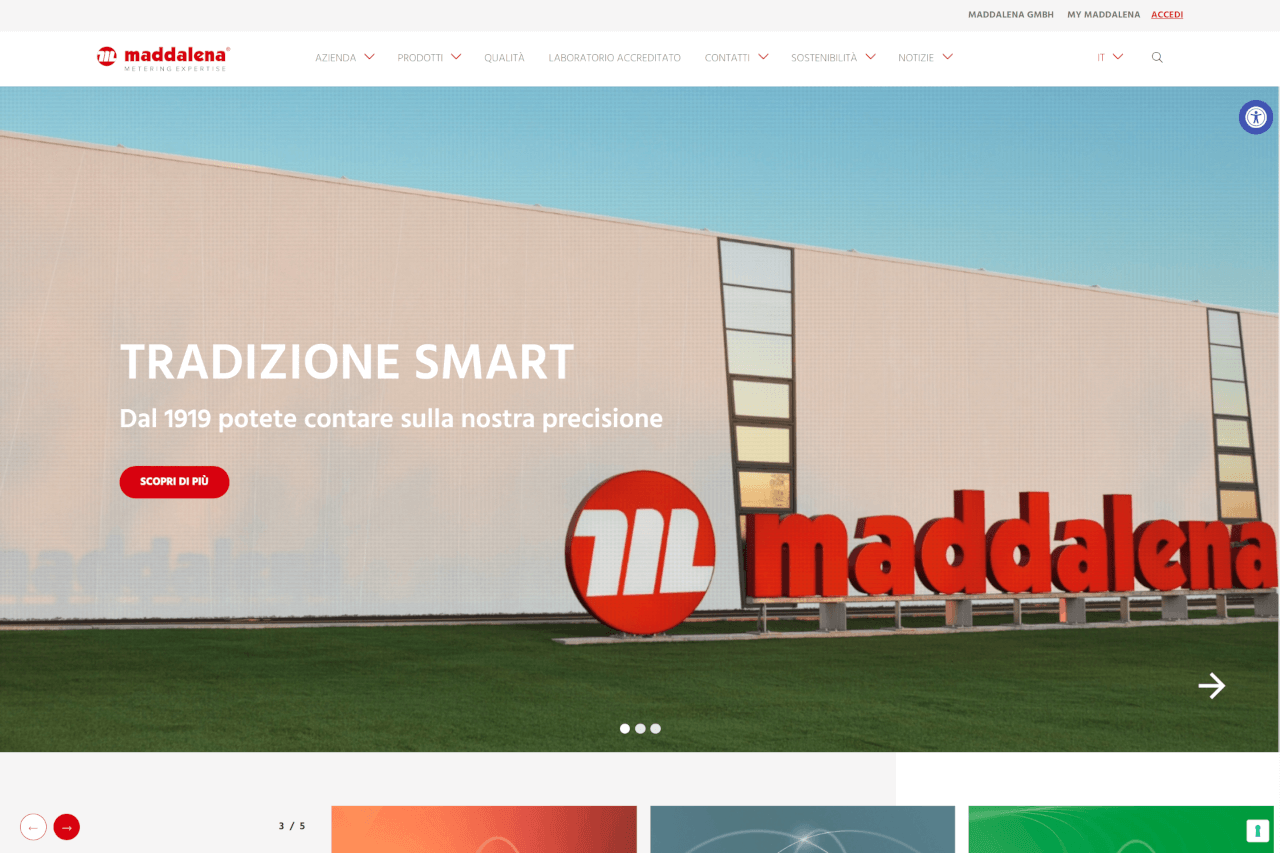 MADDALENA GMBH MY MADDALENA ACCEDI
maddalena®
METERING EXPERTISE
AZIENDA PRODOTTI QUALITÀ LABORATORIO ACCREDITATO CONTATTI SOSTENIBILITÀ NOTIZIE IT
TRADIZIONE SMART
Dal 1919 potete contare sulla nostra precisione
SCOPRI DI PIÙ
maddalena
3 / 5